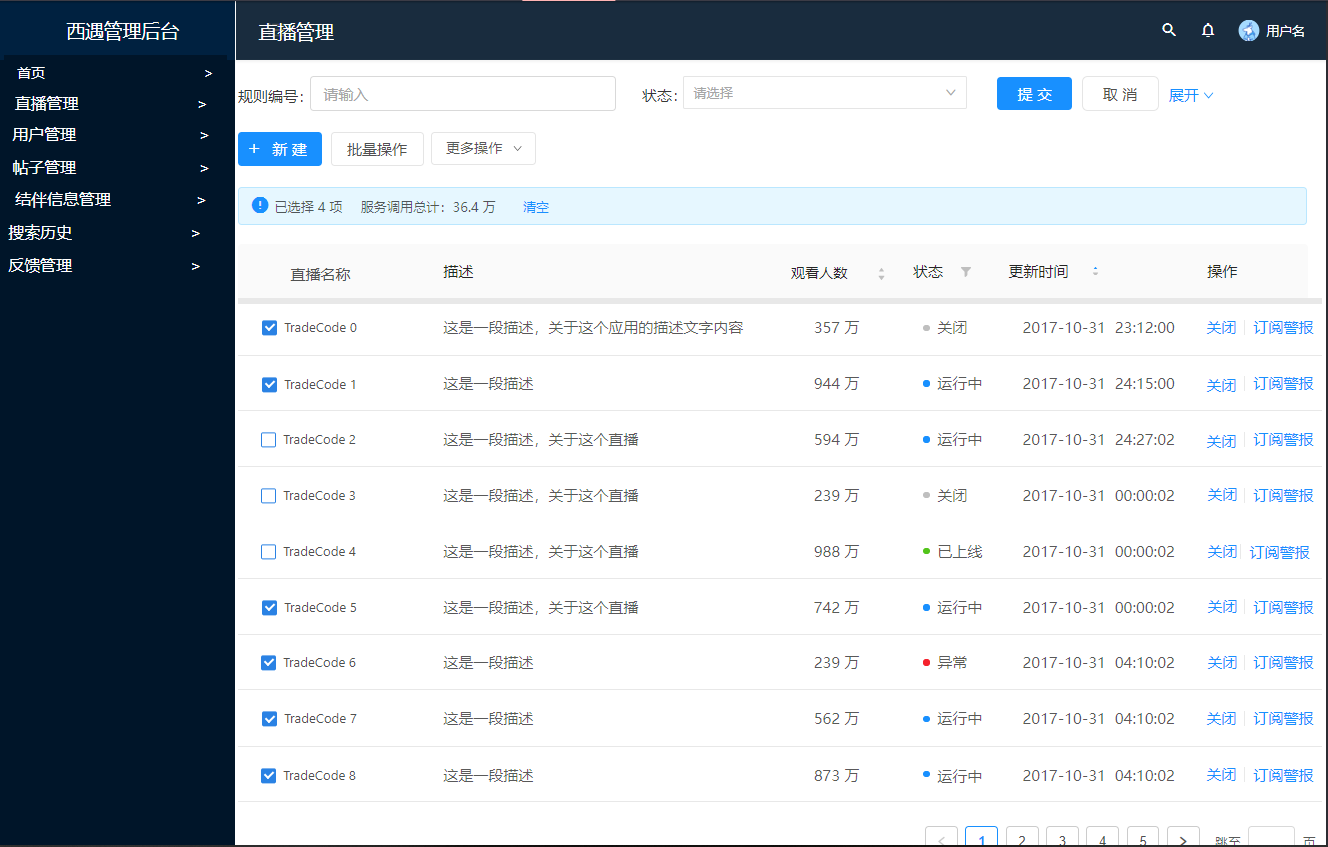 西遇管理后台
直播管理
用户名
首页 >
直播管理 >
用户管理 >
帖子管理 >
结伴信息管理 >
搜索历史 >
反馈管理 >
规则编号: 请输入 状态: 请选择 提 交 取 消 展开
+ 新 建 批量操作 更多操作
已选择 4 项 服务调用总计：36.4 万 清空
直播名称 描述 观看人数 状态 更新时间 操作
TradeCode 0 这是一段描述，关于这个应用的描述文字内容 357 万 关闭 2017-10-31 23:12:00 关闭 订阅警报
TradeCode 1 这是一段描述 944 万 运行中 2017-10-31 24:15:00 关闭 订阅警报
TradeCode 2 这是一段描述，关于这个直播 594 万 运行中 2017-10-31 24:27:02 关闭 订阅警报
TradeCode 3 这是一段描述，关于这个直播 239 万 关闭 2017-10-31 00:00:02 关闭 订阅警报
TradeCode 4 这是一段描述，关于这个直播 988 万 已上线 2017-10-31 00:00:02 关闭 订阅警报
TradeCode 5 这是一段描述，关于这个直播 742 万 运行中 2017-10-31 00:00:02 关闭 订阅警报
TradeCode 6 这是一段描述 239 万 异常 2017-10-31 04:10:02 关闭 订阅警报
TradeCode 7 这是一段描述 562 万 运行中 2017-10-31 04:10:02 关闭 订阅警报
TradeCode 8 这是一段描述 873 万 运行中 2017-10-31 04:10:02 关闭 订阅警报
< 1 2 3 4 5 > 跳至 页